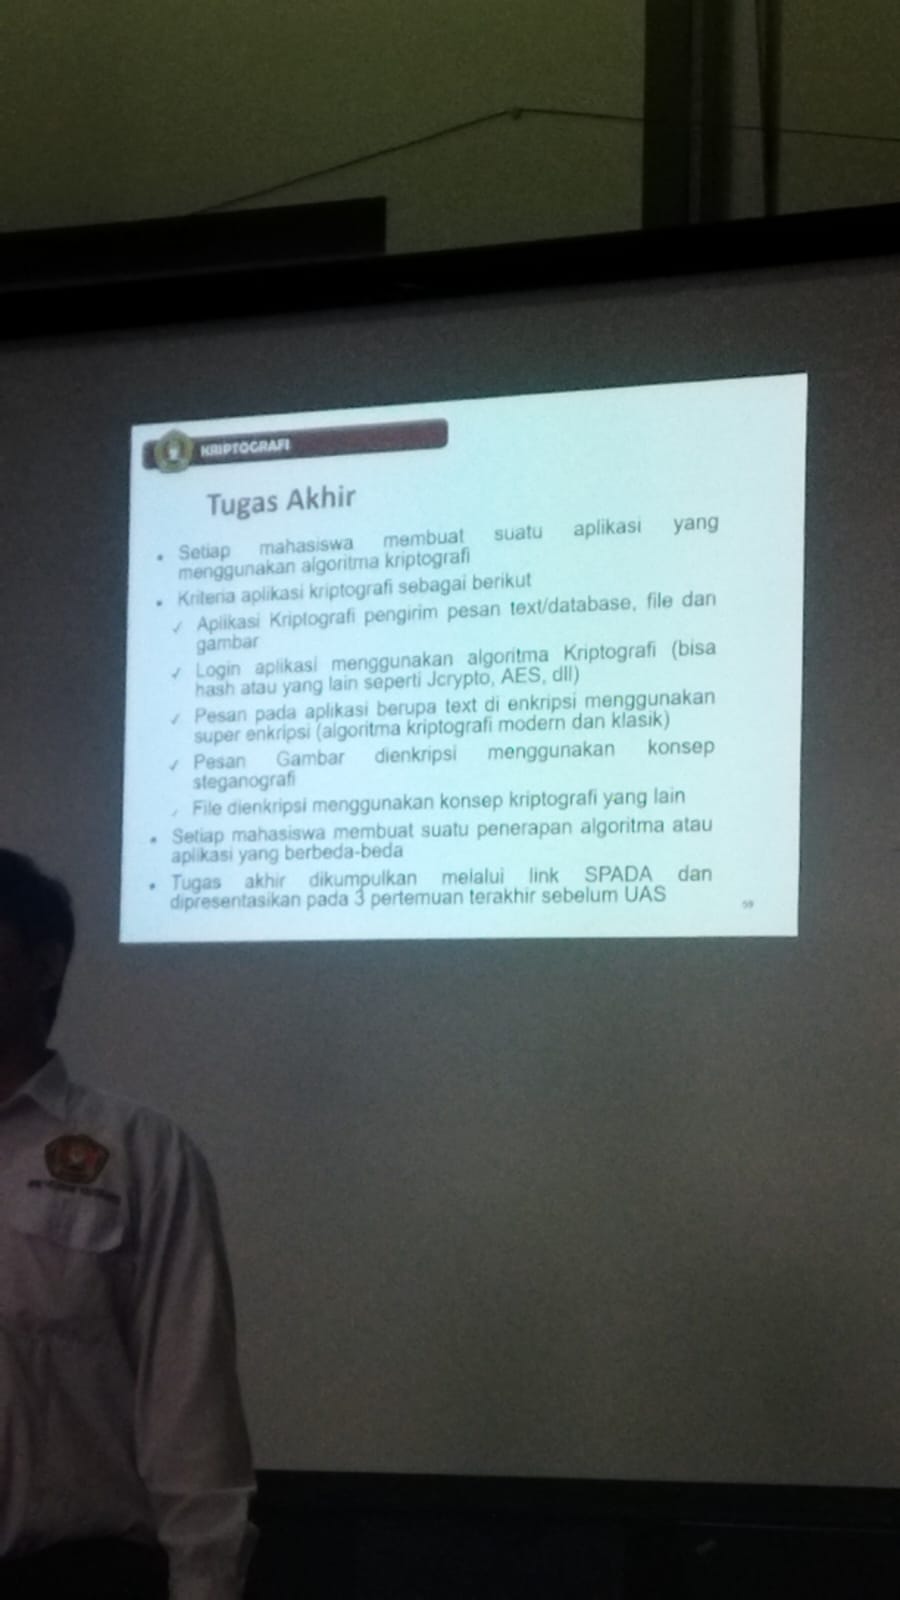 KRIPTOGRAFI
Tugas Akhir
• Setiap mahasiswa membuat suatu aplikasi yang
menggunakan algoritma kriptografi
• Kriteria aplikasi kriptografi sebagai berikut
✓ Aplikasi Kriptografi pengirim pesan text/database, file dan
gambar
✓ Login aplikasi menggunakan algoritma Kriptografi (bisa
hash atau yang lain seperti Jcrypto, AES, dll)
✓ Pesan pada aplikasi berupa text di enkripsi menggunakan
super enkripsi (algoritma kriptografi modern dan klasik)
✓ Pesan Gambar dienkripsi menggunakan konsep
steganografi
✓ File dienkripsi menggunakan konsep kriptografi yang lain
• Setiap mahasiswa membuat suatu penerapan algoritma atau
aplikasi yang berbeda-beda
• Tugas akhir dikumpulkan melalui link SPADA dan
dipresentasikan pada 3 pertemuan terakhir sebelum UAS
59